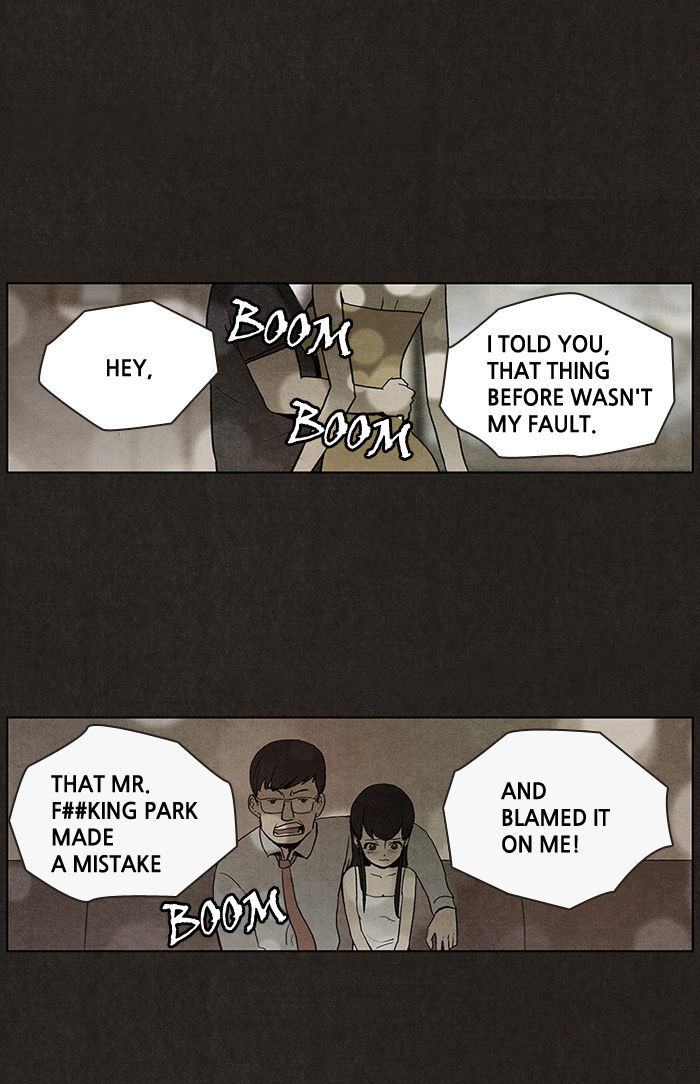 HEY,
BOOM
I TOLD YOU,
THAT THING
BEFORE WASN'T
MY FAULT.
BOOM
THAT MR.
F##KING PARK
MADE
A MISTAKE
AND
BLAMED IT
ON ME!
BOOM